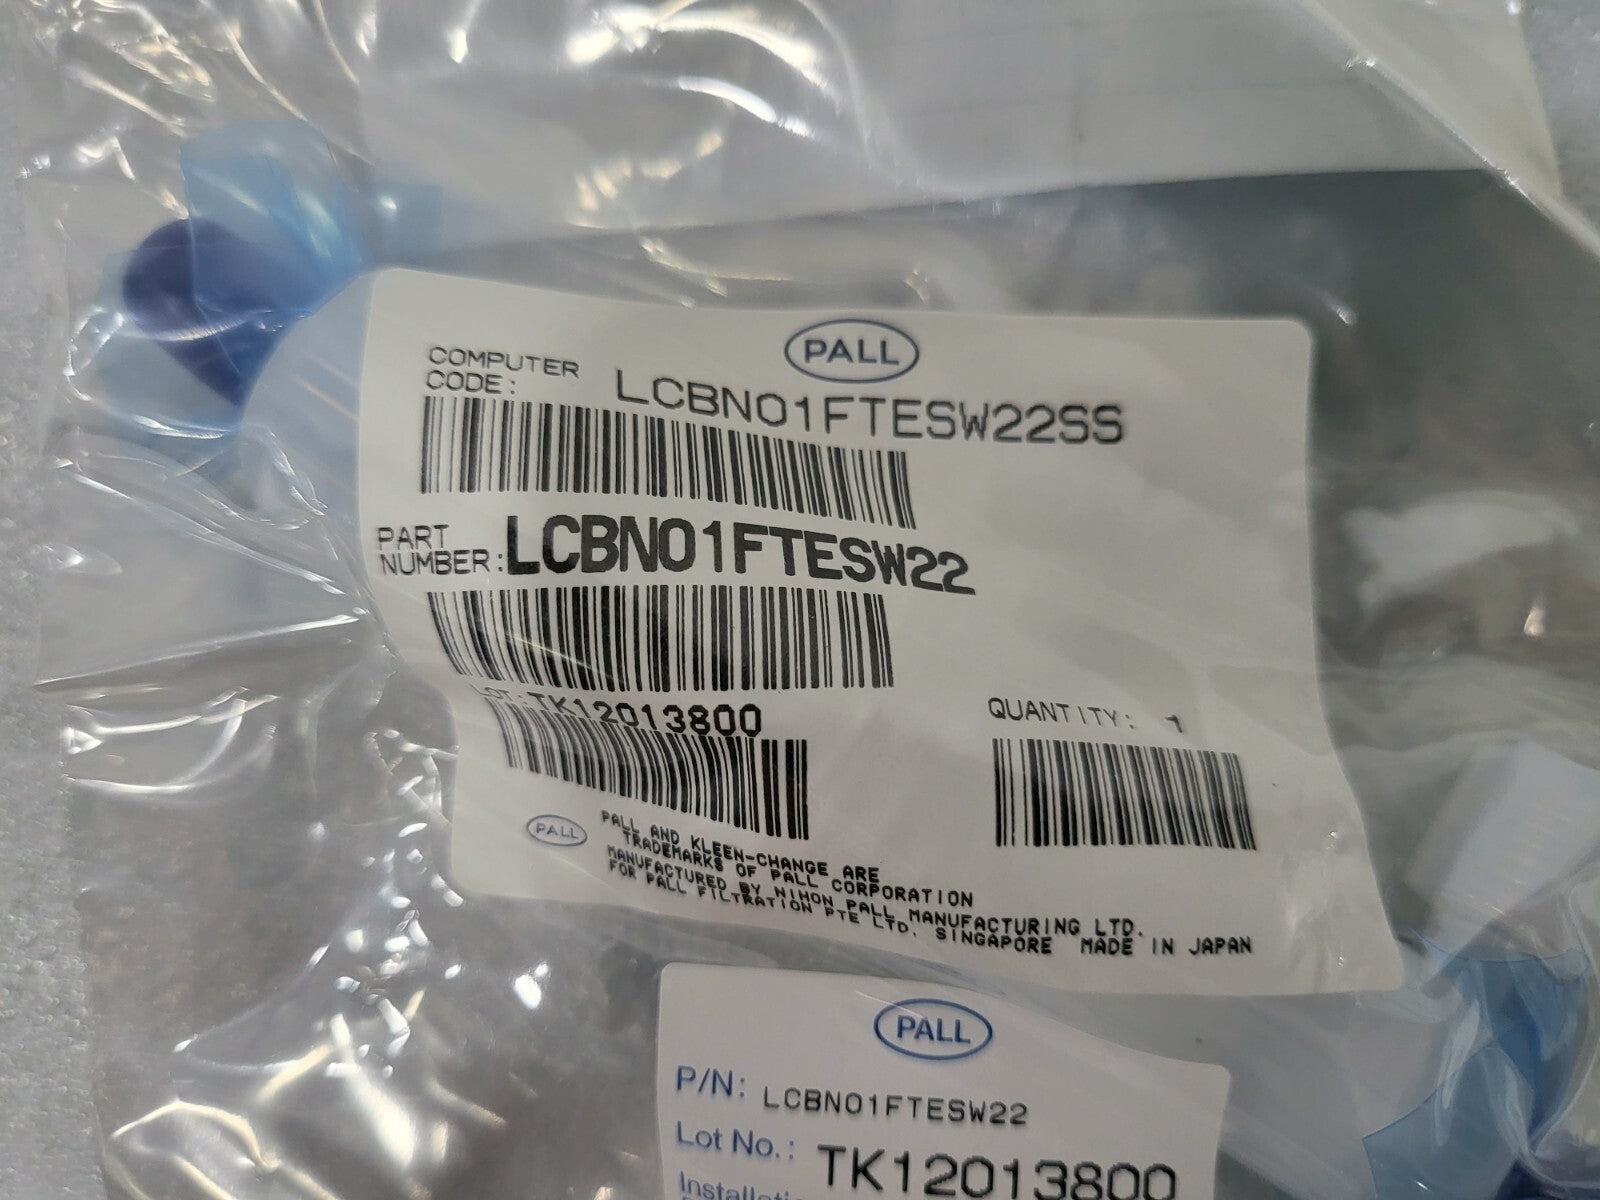 PALL
COMPUTER
CODE: LCBN01FTESW22SS
PART
NUMBER: LCBN01FTESW22
LOT: TK12013800
QUANTITY: 1
PALL
PALL AND KLEEN-CHANGE ARE
TRADEMARKS OF PALL CORPORATION
MANUFACTURED BY NIHON PALL MANUFACTURING LTD.
FOR PALL FILTRATION PTE LTD. SINGAPORE MADE IN JAPAN
PALL
P/N: LCBN01FTESW22
Lot No.: TK12013800